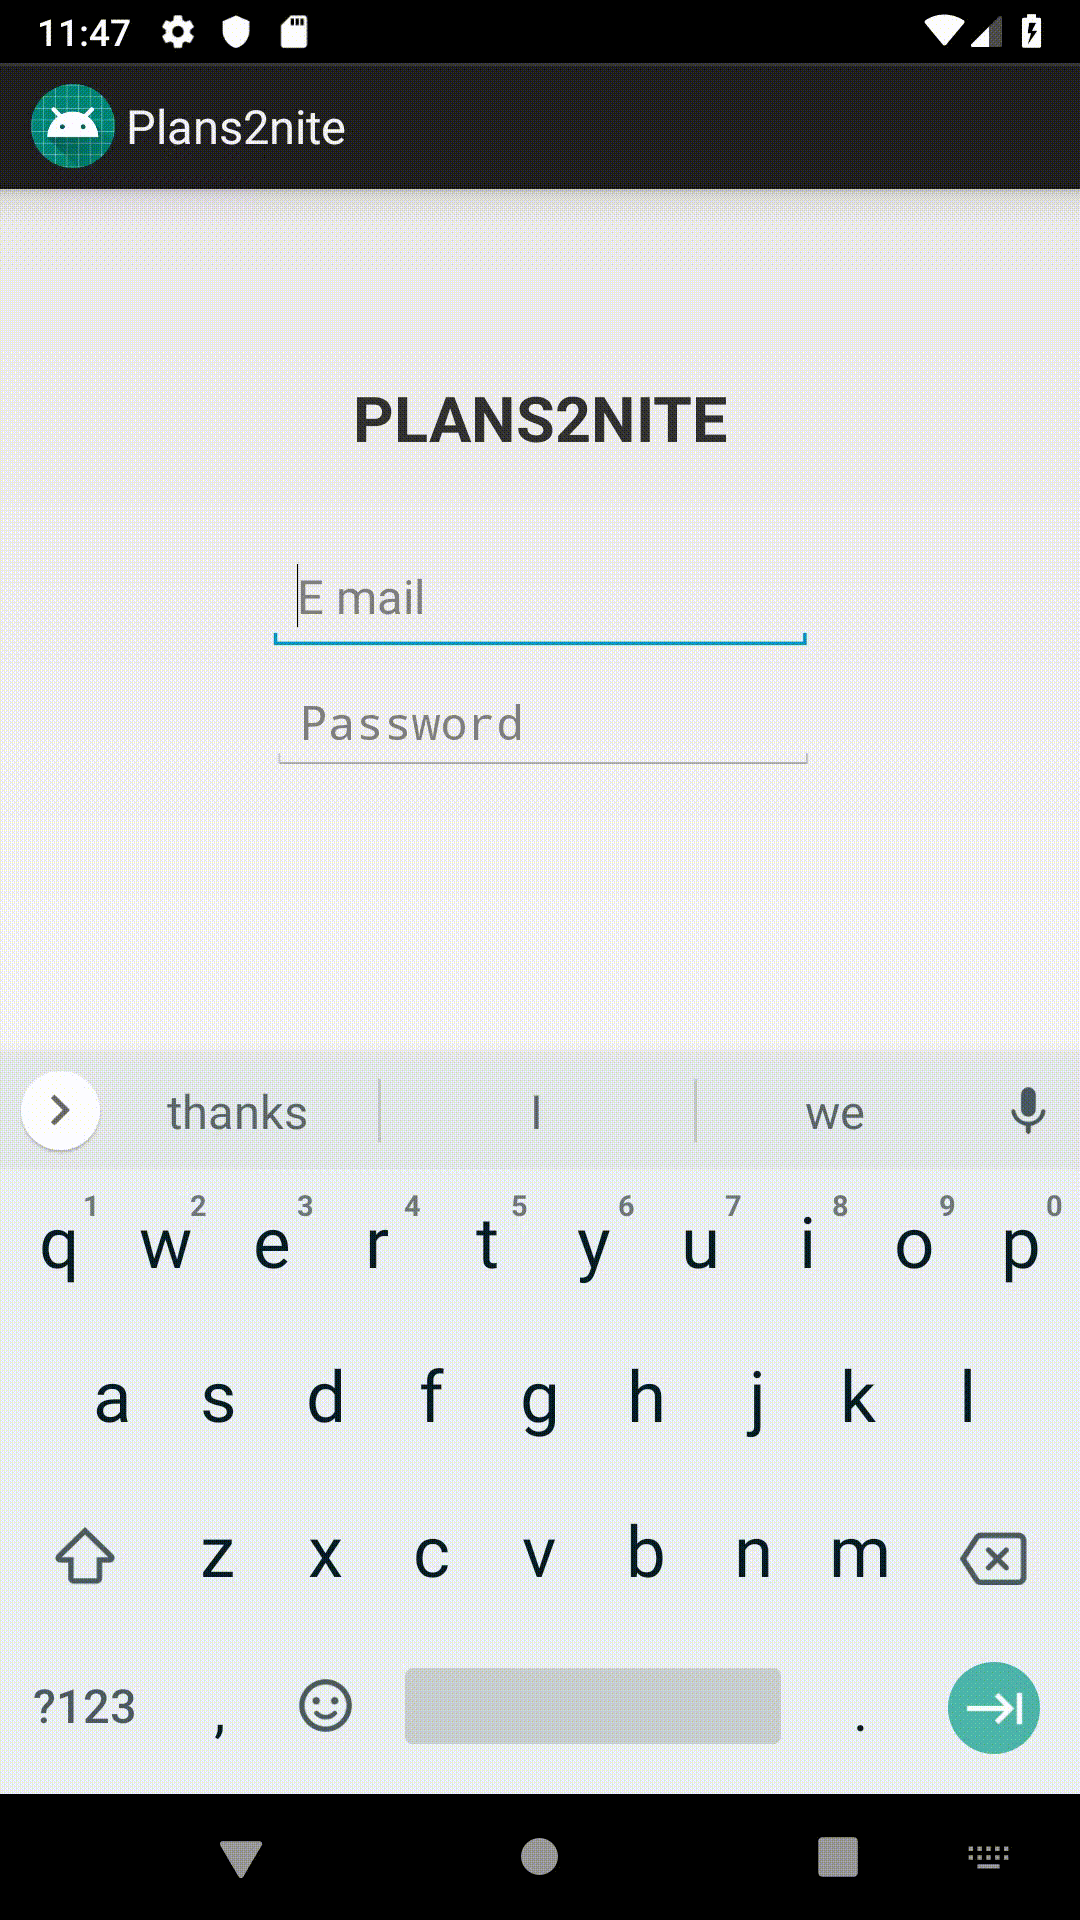 11:47
Plans2nite
PLANS2NITE
E mail
Password
thanks I we
1 2 3 4 5 6 7 8 9 0
q w e r t y u i o p
a s d f g h j k l
z x c v b n m
?123 , .